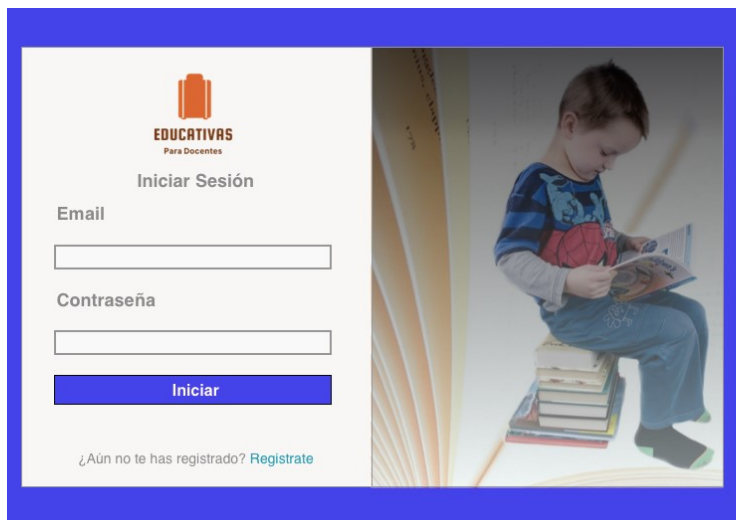 EDUCATIVAS
Para Docentes
Iniciar Sesión
Email
Contraseña
Iniciar
¿Aún no te has registrado? Registrate